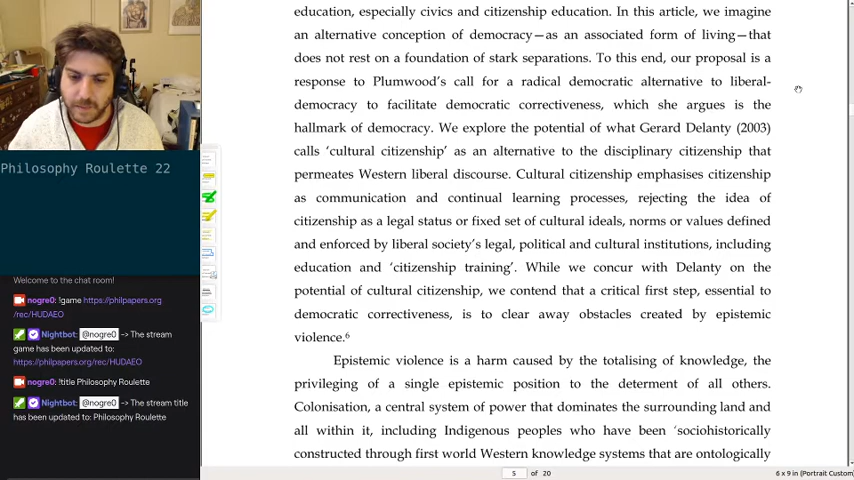 education, especially civics and citizenship education. In this article, we imagine
an alternative conception of democracy—as an associated form of living—that
does not rest on a foundation of stark separations. To this end, our proposal is a
response to Plumwood's call for a radical democratic alternative to liberal-
democracy to facilitate democratic correctiveness, which she argues is the
hallmark of democracy. We explore the potential of what Gerard Delanty (2003)
calls 'cultural citizenship' as an alternative to the disciplinary citizenship that
permeates Western liberal discourse. Cultural citizenship emphasises citizenship
as communication and continual learning processes, rejecting the idea of
citizenship as a legal status or fixed set of cultural ideals, norms or values defined
and enforced by liberal society's legal, political and cultural institutions, including
education and 'citizenship training'. While we concur with Delanty on the
potential of cultural citizenship, we contend that a critical first step, essential to
democratic correctiveness, is to clear away obstacles created by epistemic
violence.⁶
Epistemic violence is a harm caused by the totalising of knowledge, the
privileging of a single epistemic position to the determent of all others.
Colonisation, a central system of power that dominates the surrounding land and
all within it, including Indigenous peoples who have been 'sociohistorically
constructed through first world Western knowledge systems that are ontologically
Philosophy Roulette 22
Welcome to the chat room!
nogre0: !game https://philpapers.org
/rec/HUDAEO
Nightbot: @nogre0 -> The stream
game has been updated to:
https://philpapers.org/rec/HUDAEO
nogre0: !title Philosophy Roulette
Nightbot: @nogre0 -> The stream title
has been updated to: Philosophy Roulette
5 of 20
6 x 9 in (Portrait Custom